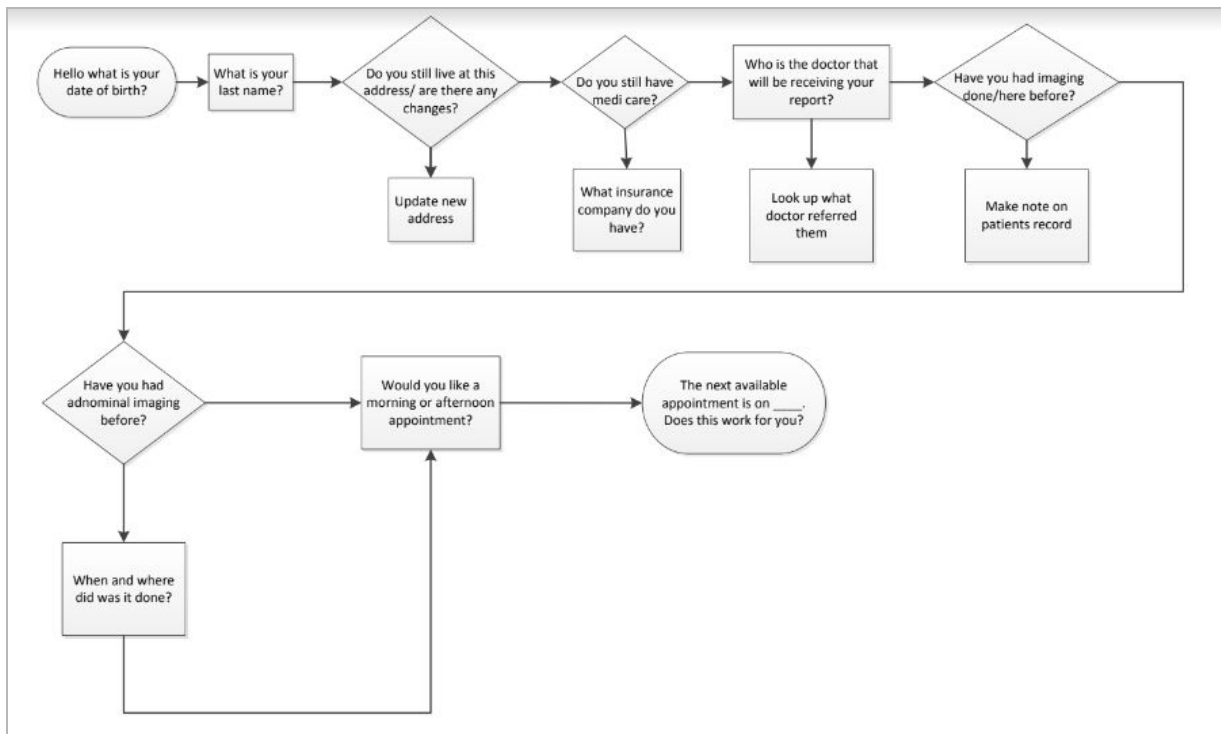 Hello what is your
date of birth?
What is your
last name?
Do you still live at this
address/ are there any
changes?
Do you still have
medi care?
Who is the doctor that
will be receiving your
report?
Have you had imaging
done/here before?
Update new
address
What insurance
company do you
have?
Look up what
doctor referred
them
Make note on
patients record
Have you had
adnominal imaging
before?
Would you like a
morning or afternoon
appointment?
The next available
appointment is on ____.
Does this work for you?
When and where
did was it done?